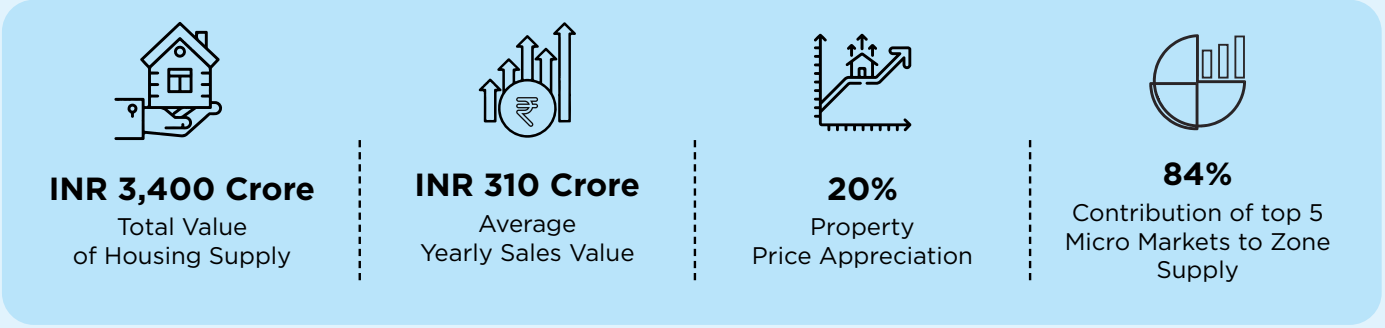 INR 3,400 Crore
Total Value
of Housing Supply
INR 310 Crore
Average
Yearly Sales Value
20%
Property
Price Appreciation
84%
Contribution of top 5
Micro Markets to Zone
Supply